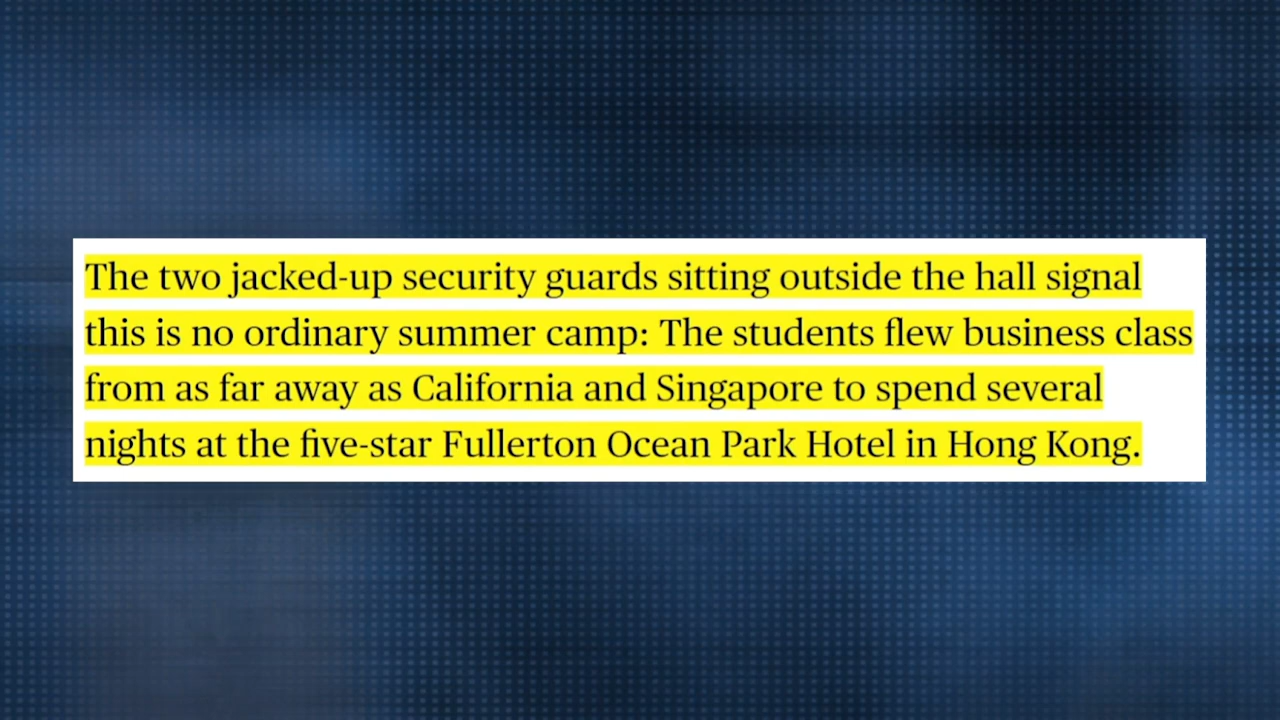 The two jacked-up security guards sitting outside the hall signal
this is no ordinary summer camp: The students flew business class
from as far away as California and Singapore to spend several
nights at the five-star Fullerton Ocean Park Hotel in Hong Kong.